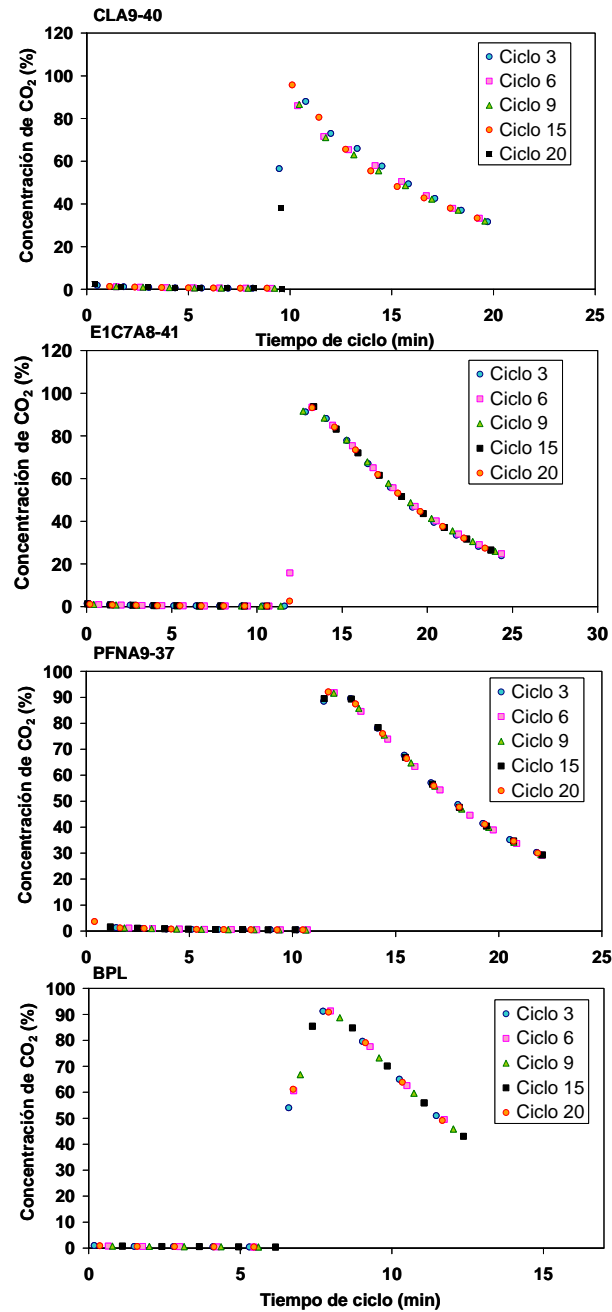 CLA9-40
Concentración de CO2 (%)
120
100
80
60
40
20
0
Ciclo 3
Ciclo 6
Ciclo 9
Ciclo 15
Ciclo 20
0 5 10 15 20 25
Tiempo de ciclo (min)
E1C7A8-41
Concentración de CO2 (%)
120
100
80
60
40
20
0
Ciclo 3
Ciclo 6
Ciclo 9
Ciclo 15
Ciclo 20
0 5 10 15 20 25 30
PFNA9-37
Concentración de CO2 (%)
100
90
80
70
60
50
40
30
20
10
0
Ciclo 3
Ciclo 6
Ciclo 9
Ciclo 15
Ciclo 20
0 5 10 15 20 25
BPL
Concentración de CO2 (%)
100
90
80
70
60
50
40
30
20
10
0
Ciclo 3
Ciclo 6
Ciclo 9
Ciclo 15
Ciclo 20
0 5 10 15
Tiempo de ciclo (min)